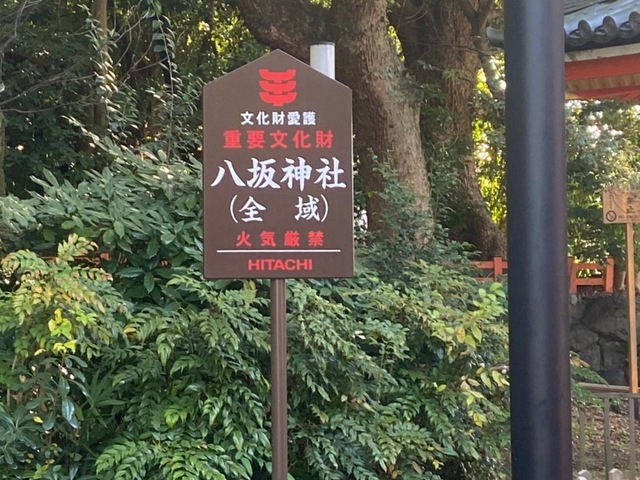 文化財愛護
重要文化財
八坂神社
（全域）
火気厳禁
HITACHI